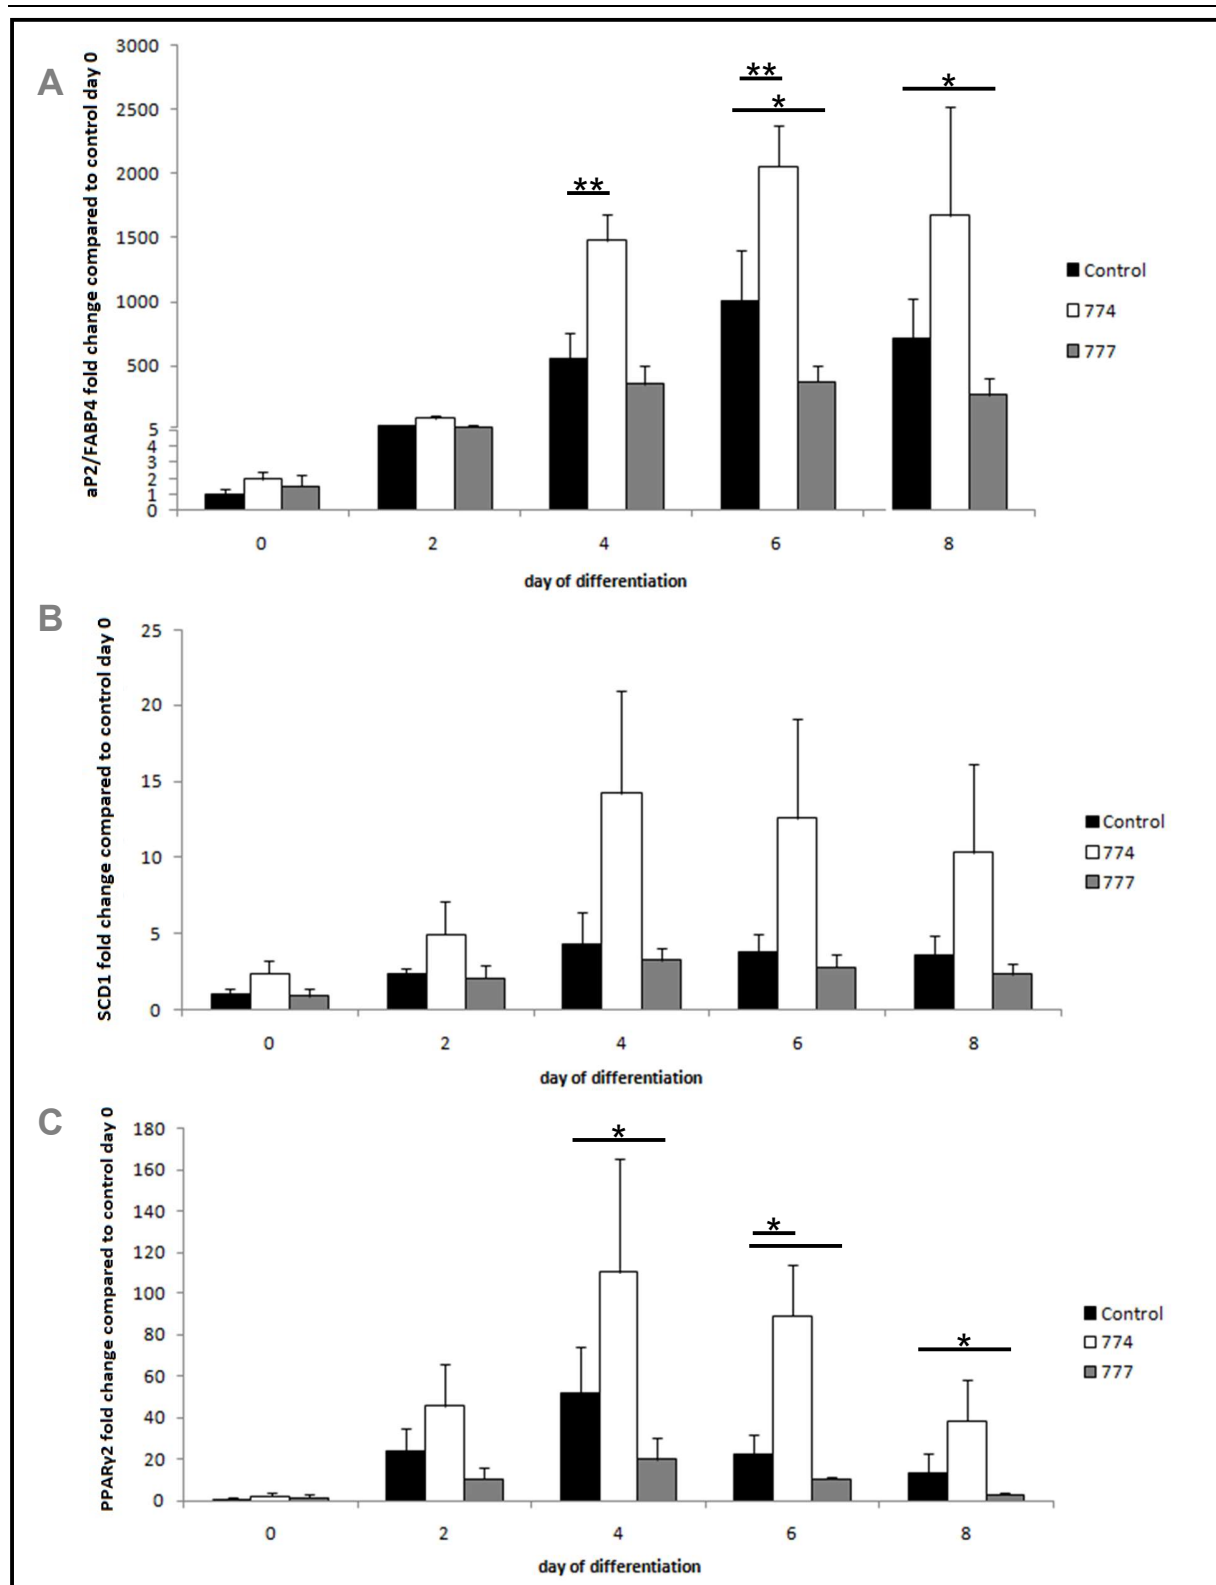 A
aP2/FABP4 fold change compared to control day 0
3000
2500
2000
1500
1000
500
5
4
3
2
1
0
**
**
*
*
Control
774
777
0 2 4 6 8
day of differentiation
B
SCD1 fold change compared to control day 0
25
20
15
10
5
0
Control
774
777
0 2 4 6 8
day of differentiation
C
PPARγ2 fold change compared to control day 0
180
160
140
120
100
80
60
40
20
0
*
*
*
Control
774
777
0 2 4 6 8
day of differentiation